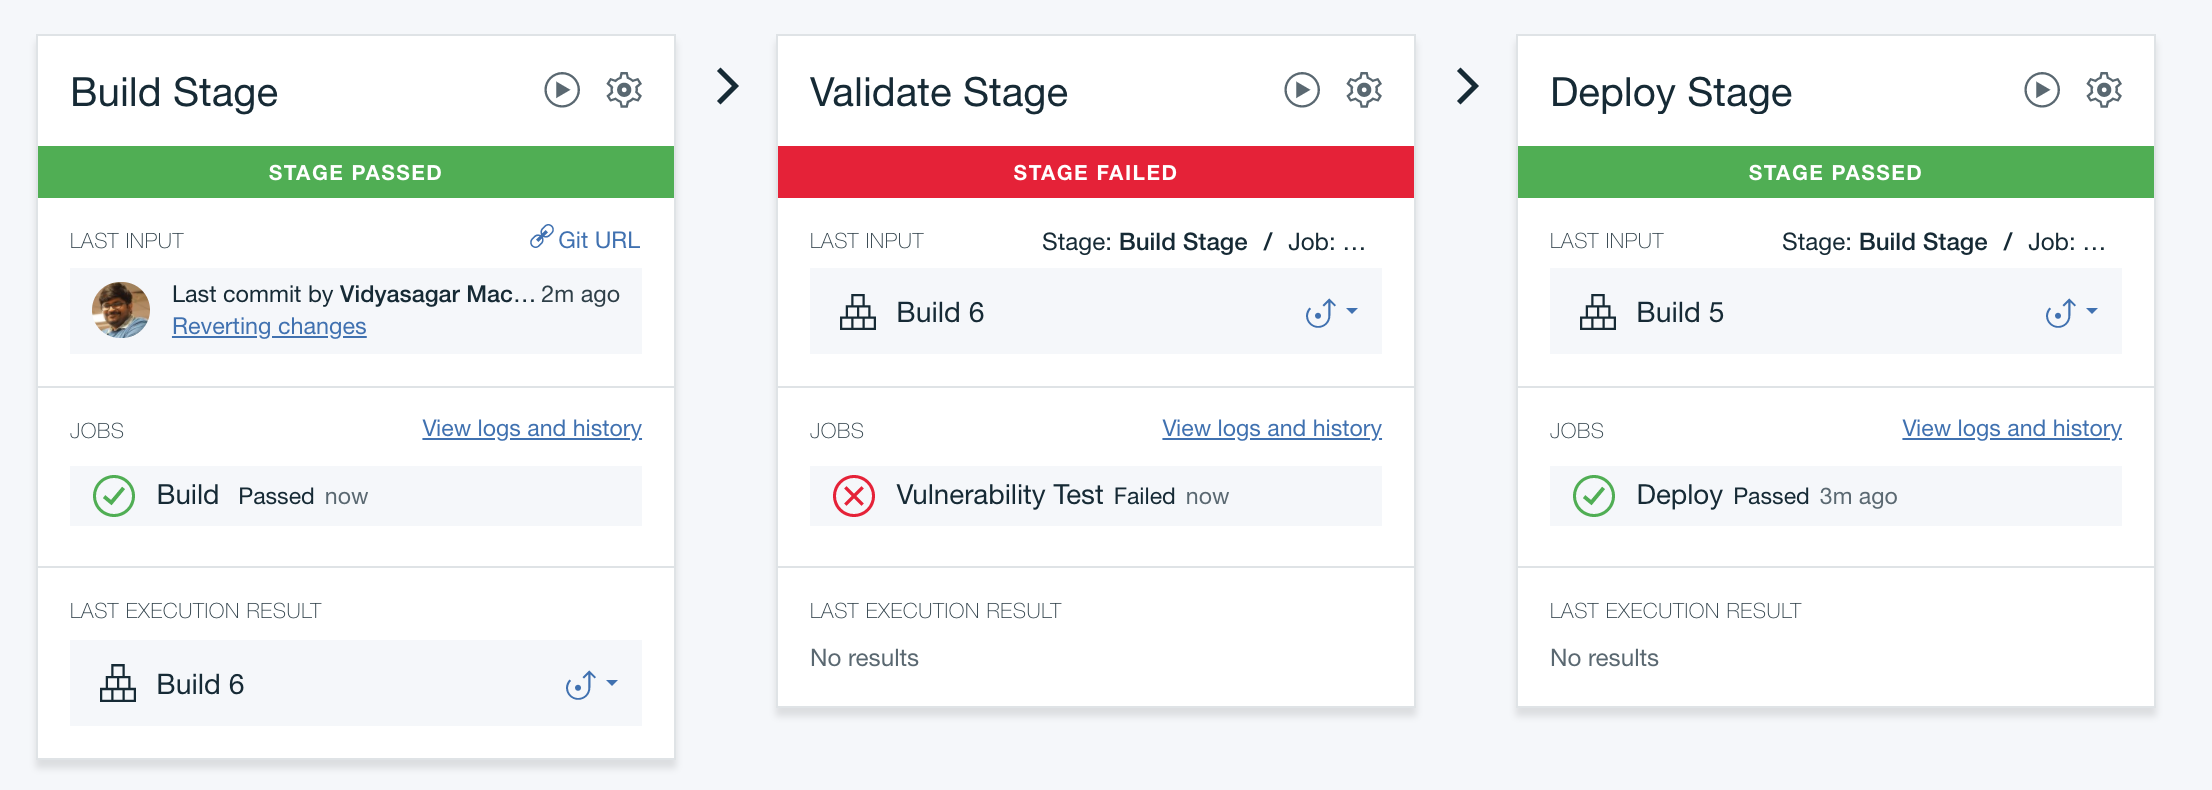 Build Stage
STAGE PASSED
LAST INPUT Git URL
Last commit by Vidyasagar Mac... 2m ago
Reverting changes
JOBS View logs and history
Build Passed now
LAST EXECUTION RESULT
Build 6
Validate Stage
STAGE FAILED
LAST INPUT Stage: Build Stage / Job: ...
Build 6
JOBS View logs and history
Vulnerability Test Failed now
LAST EXECUTION RESULT
No results
Deploy Stage
STAGE PASSED
LAST INPUT Stage: Build Stage / Job: ...
Build 5
JOBS View logs and history
Deploy Passed 3m ago
LAST EXECUTION RESULT
No results